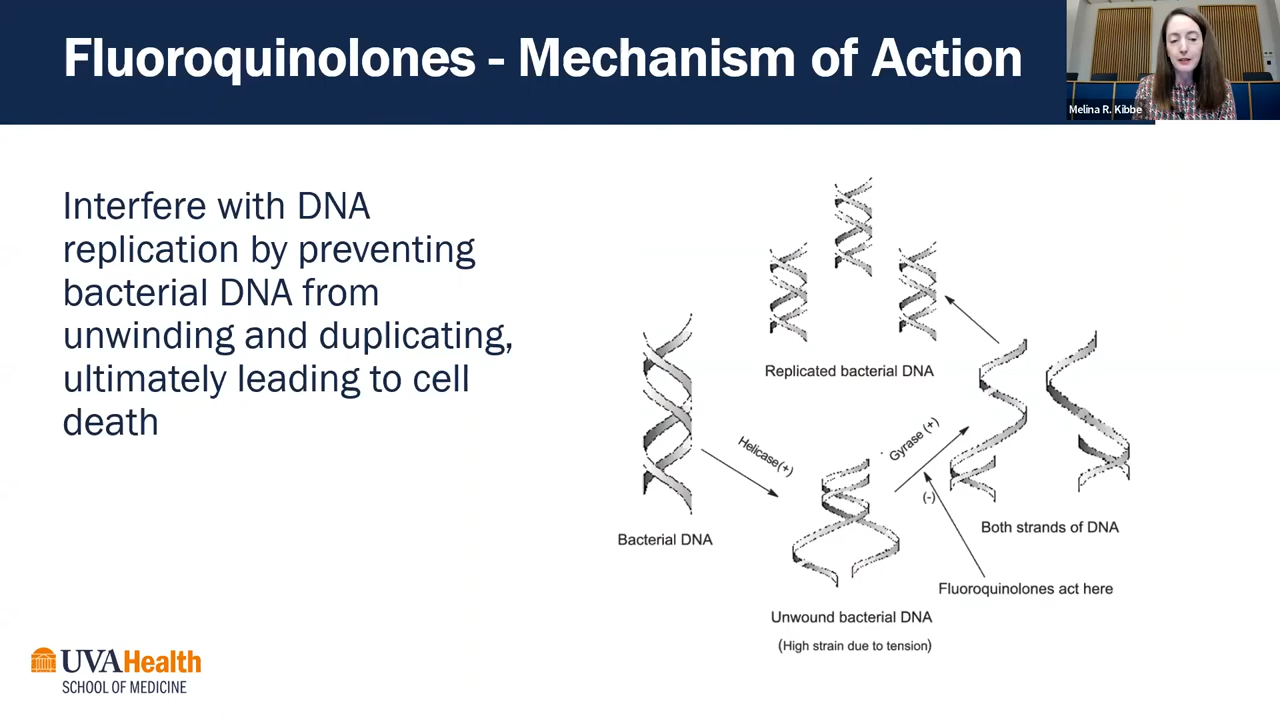 Fluoroquinolones - Mechanism of Action
Melina R. Kibbe
Interfere with DNA
replication by preventing
bacterial DNA from
unwinding and duplicating,
ultimately leading to cell
death
Replicated bacterial DNA
Helicase(+)
Gyrase (+)
(-)
Bacterial DNA
Both strands of DNA
Fluoroquinolones act here
Unwound bacterial DNA
(High strain due to tension)
UVAHealth
SCHOOL OF MEDICINE